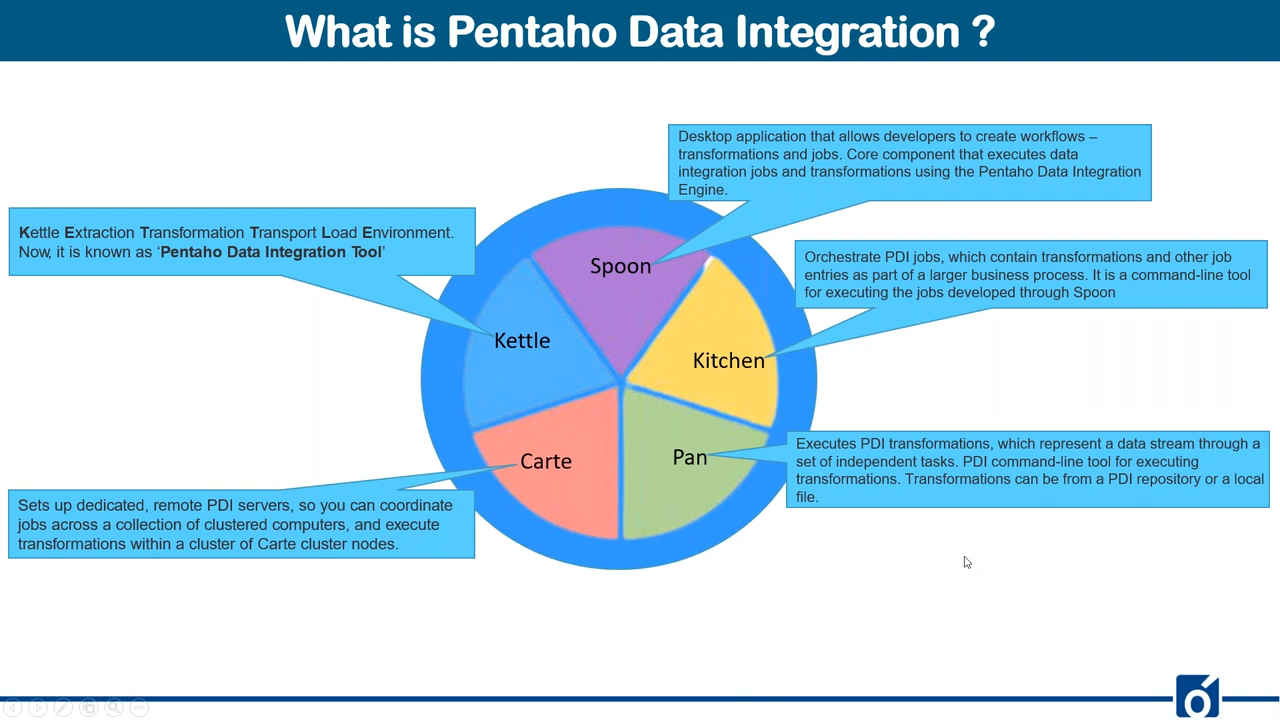 What is Pentaho Data Integration ?
Desktop application that allows developers to create workflows –
transformations and jobs. Core component that executes data
integration jobs and transformations using the Pentaho Data Integration
Engine.
Kettle Extraction Transformation Transport Load Environment.
Now, it is known as ‘Pentaho Data Integration Tool’
Orchestrate PDI jobs, which contain transformations and other job
entries as part of a larger business process. It is a command-line tool
for executing the jobs developed through Spoon
Spoon
Kettle
Kitchen
Carte
Pan
Executes PDI transformations, which represent a data stream through a
set of independent tasks. PDI command-line tool for executing
transformations. Transformations can be from a PDI repository or a local
file.
Sets up dedicated, remote PDI servers, so you can coordinate
jobs across a collection of clustered computers, and execute
transformations within a cluster of Carte cluster nodes.